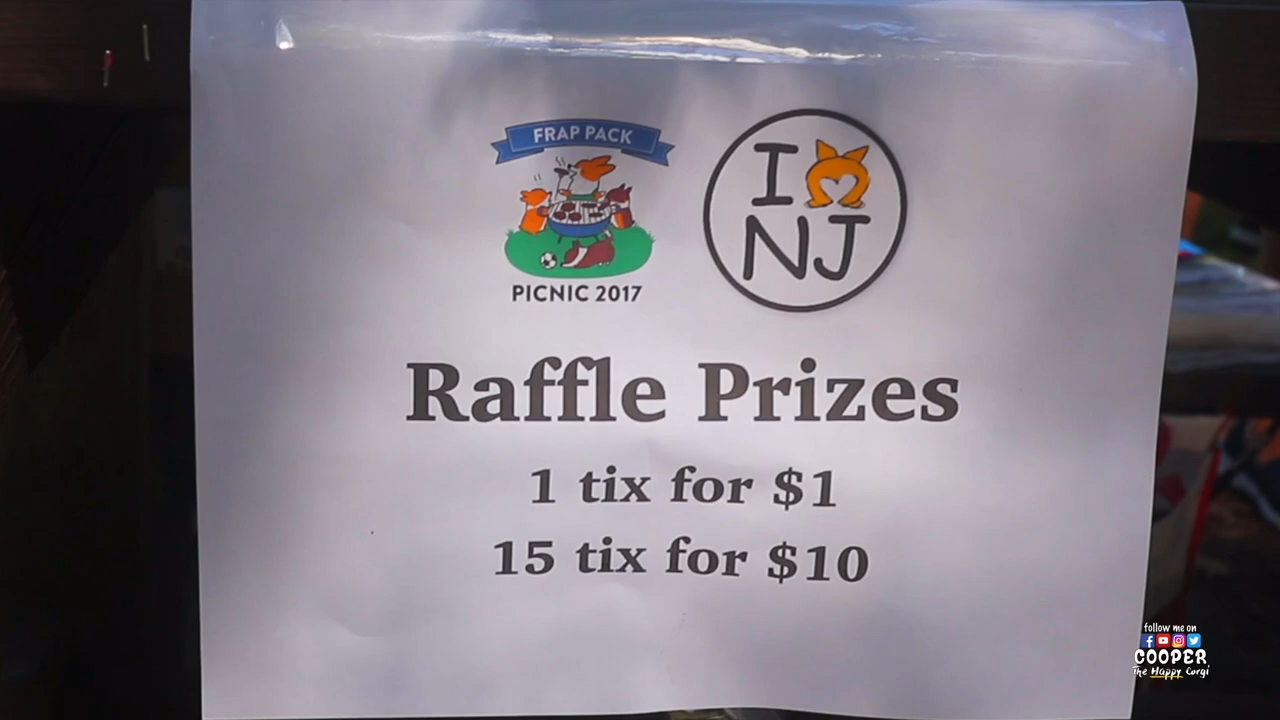 FRAP PACK
PICNIC 2017
I
NJ
Raffle Prizes
1 tix for $1
15 tix for $10
follow me on
COOPER
The Happy Corgi